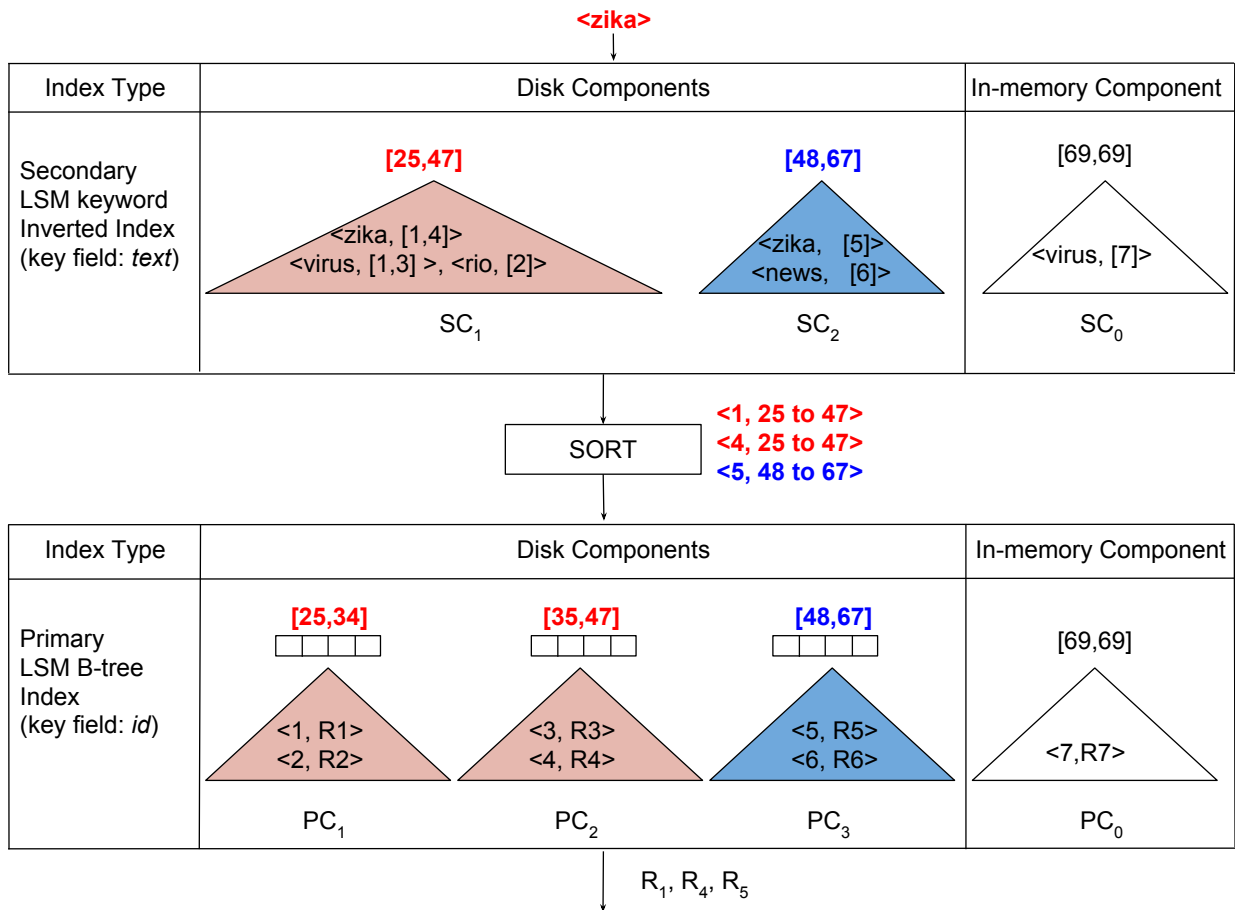 <zika>
Index Type
Disk Components
In-memory Component
Secondary
LSM keyword
Inverted Index
(key field: text)
[25,47]
<zika, [1,4]>
<virus, [1,3] >, <rio, [2]>
SC1
[48,67]
<zika, [5]>
<news, [6]>
SC2
[69,69]
<virus, [7]>
SC0
SORT
<1, 25 to 47>
<4, 25 to 47>
<5, 48 to 67>
Index Type
Disk Components
In-memory Component
Primary
LSM B-tree
Index
(key field: id)
[25,34]
<1, R1>
<2, R2>
PC1
[35,47]
<3, R3>
<4, R4>
PC2
[48,67]
<5, R5>
<6, R6>
PC3
[69,69]
<7,R7>
PC0
R1, R4, R5